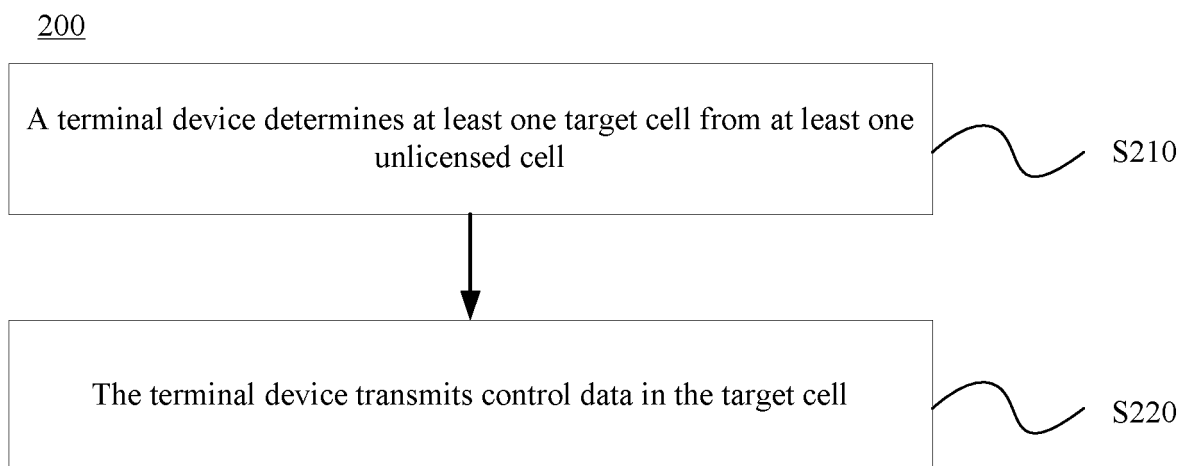 200
A terminal device determines at least one target cell from at least one
unlicensed cell
S210
The terminal device transmits control data in the target cell
S220